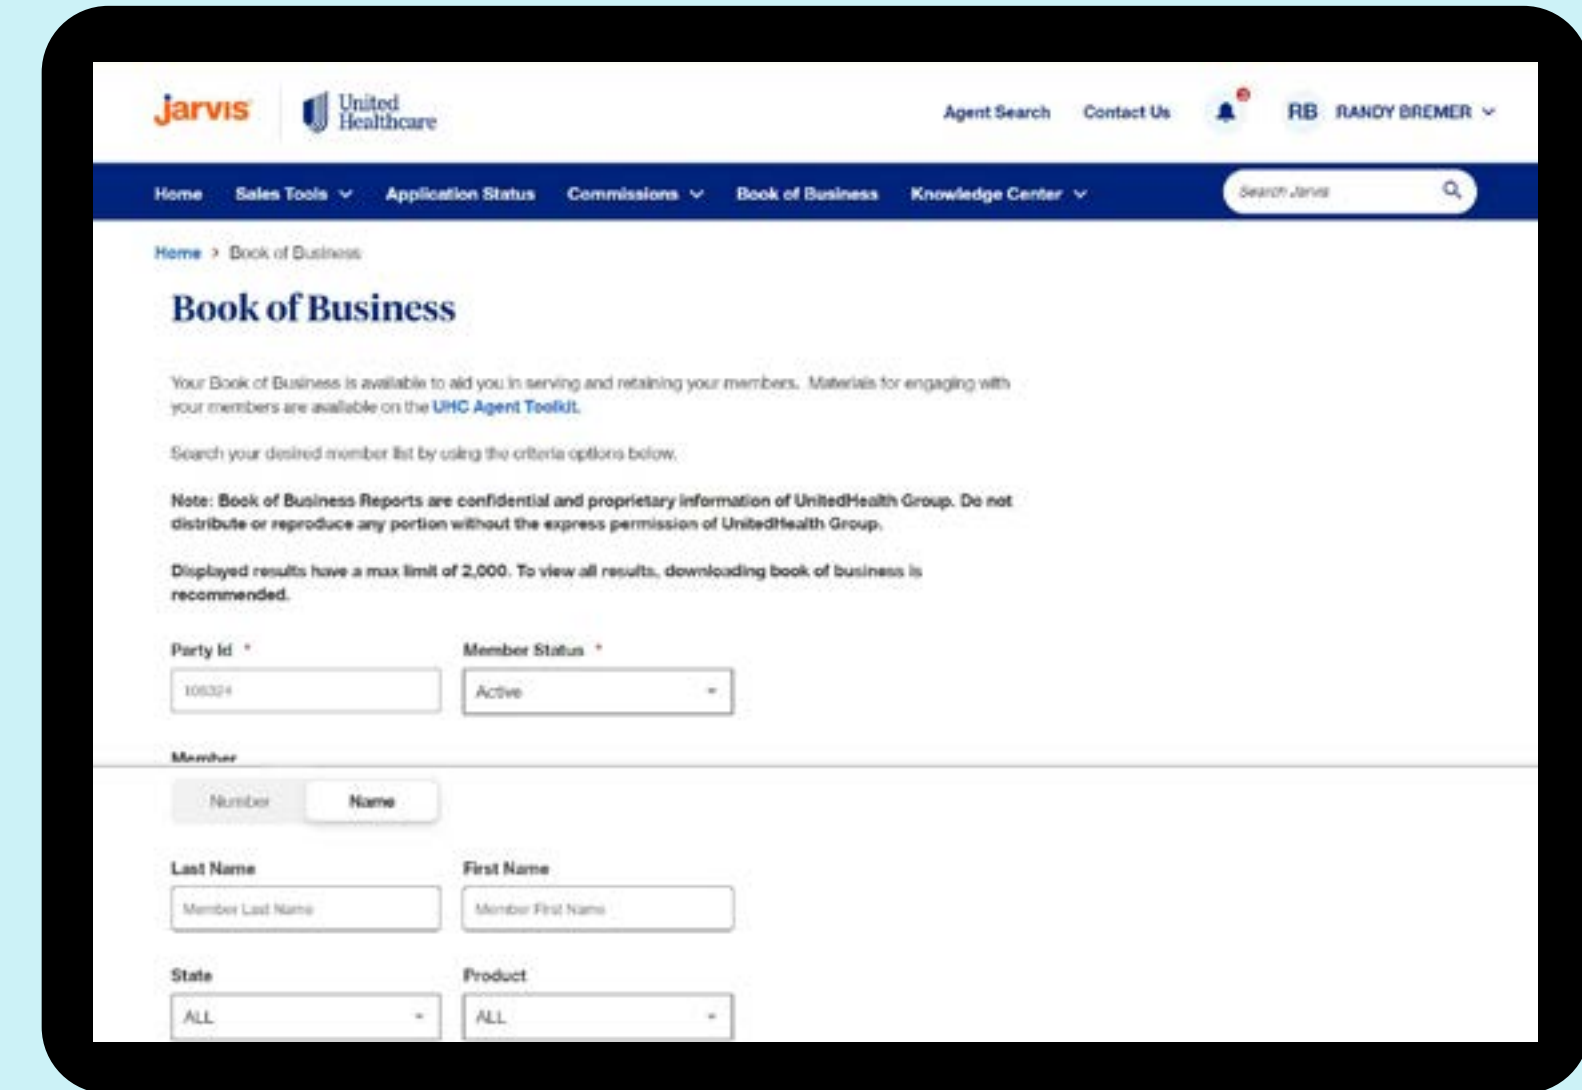 jarvis
United
Healthcare
Agent Search Contact Us RB RANDY BREMER
Home Sales Tools Application Status Commissions Book of Business Knowledge Center Search Jarvis
Home > Book of Business
Book of Business
Your Book of Business is available to aid you in serving and retaining your members. Materials for engaging with
your members are available on the UHC Agent Toolkit.
Search your desired member list by using the criteria options below.
Note: Book of Business Reports are confidential and proprietary information of UnitedHealth Group. Do not
distribute or reproduce any portion without the express permission of UnitedHealth Group.
Displayed results have a max limit of 2,000. To view all results, downloading book of business is
recommended.
Party Id * Member Status *
Active
Member
Number Name
Last Name First Name
Member Last Name Member First Name
State Product
ALL ALL